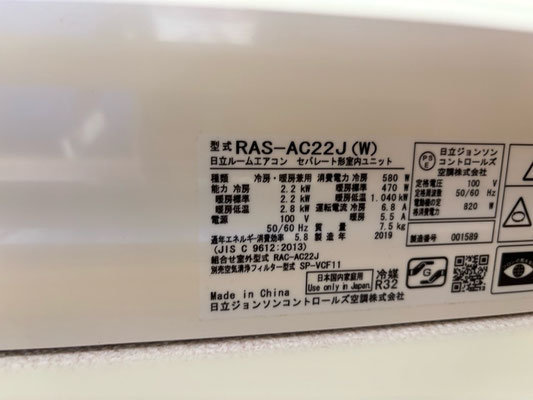 型式 RAS-AC22J(W)
日立ルームエアコン セパレート形室内ユニット
種類 冷房・暖房兼用 消費電力 冷房 580 W
能力 冷房 2.2 kW 暖房標準 470 W
暖房標準 2.2 kW 暖房低温 1.040 kW
暖房低温 2.8 kW 運転電流 冷房 6.8 A
電源 100 V 暖房 5.5 A
50/60 Hz 質量 7.5 kg
通年エネルギー消費効率 5.8 製造年 2019
(JIS C 9612:2013)
組合せ室外型式 RAC-AC22J
別売空気清浄フィルター型式 SP-VCF11
Made in China
日本国内家庭用
Use only in Japan.
冷媒
R32
日立ジョンソンコントロールズ空調株式会社
PSE
日立ジョンソン
コントロールズ
空調株式会社
定格電圧 100 V
定格周波数 50/60 Hz
電動機の定
格消費電力 820 W
製造番号 001589
G